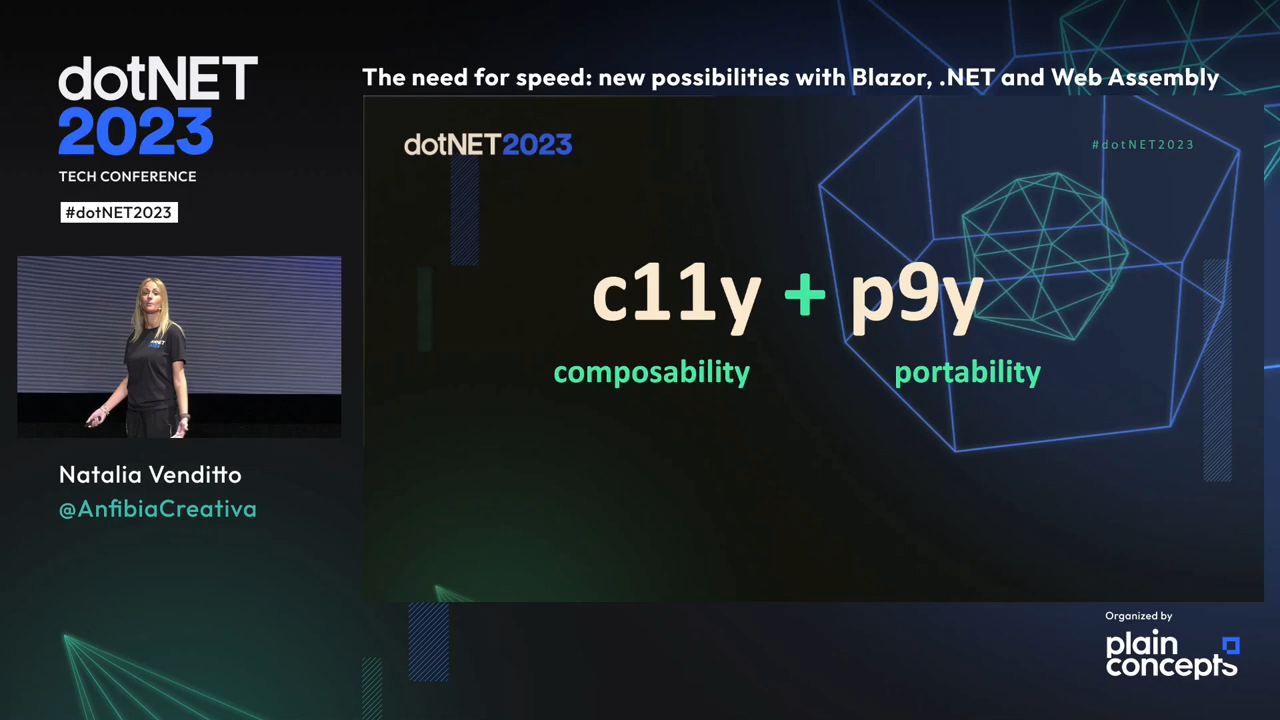 dotNET
2023
TECH CONFERENCE
#dotNET2023
The need for speed: new possibilities with Blazor, .NET and Web Assembly
dotNET2023
#dotNET2023
c11y + p9y
composability portability
Natalia Venditto
@AnfibiaCreativa
Organized by
plain
concepts